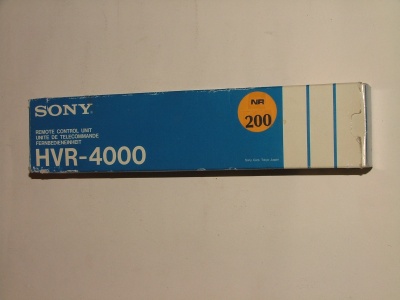 SONY
REMOTE CONTROL UNIT
UNITE DE TELECOMMANDE
FERNBEDIENEINHEIT
HVR-4000
NR
200